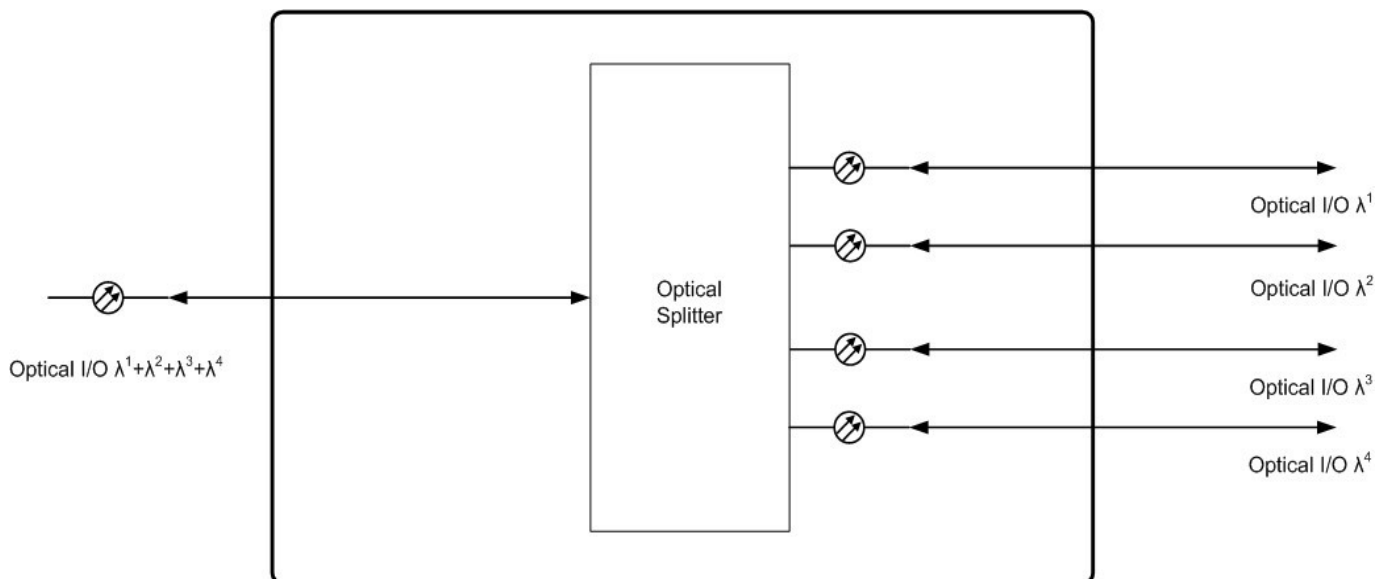 Optical I/O λ¹
Optical I/O λ²
Optical
Splitter
Optical I/O λ¹+λ²+λ³+λ⁴
Optical I/O λ³
Optical I/O λ⁴